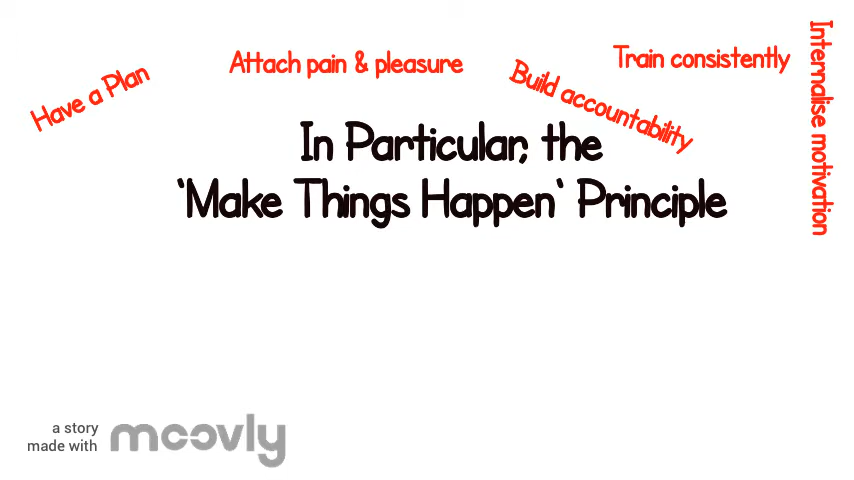 Have a Plan
Attach pain & pleasure
Build accountability
Train consistently
Internalise motivation
In Particular, the
‘Make Things Happen‘ Principle
a story
made with
moovly